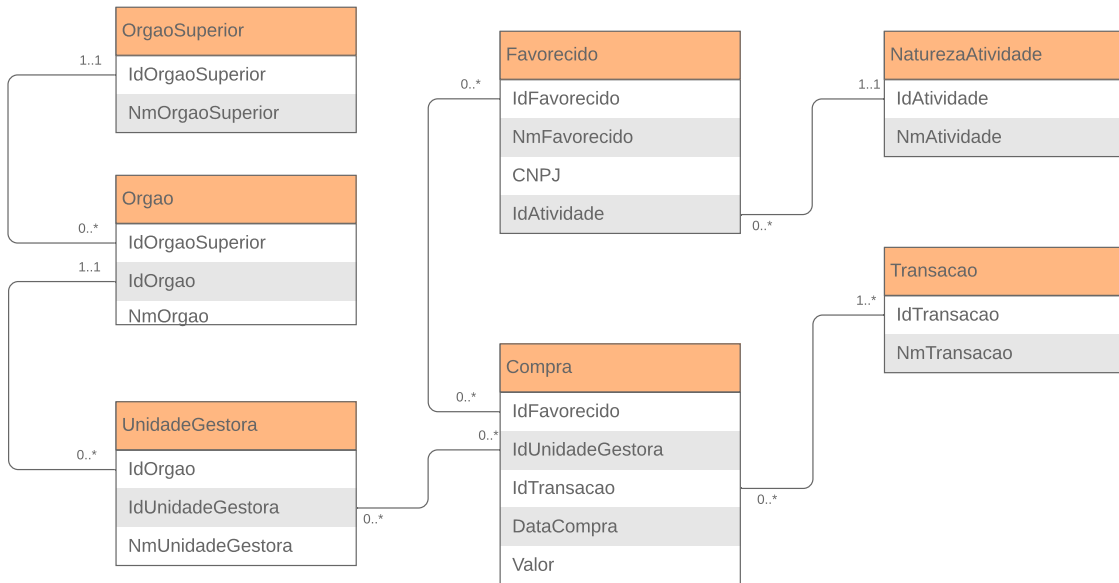 OrgaoSuperior
1..1
IdOrgaoSuperior
NmOrgaoSuperior
Orgao
0..*
IdOrgaoSuperior
1..1
IdOrgao
NmOrgao
UnidadeGestora
0..*
IdOrgao
IdUnidadeGestora
0..*
NmUnidadeGestora
Favorecido
0..*
IdFavorecido
NmFavorecido
CNPJ
IdAtividade
0..*
Compra
0..*
IdFavorecido
0..*
IdUnidadeGestora
IdTransacao
0..*
DataCompra
Valor
NaturezaAtividade
1..1
IdAtividade
NmAtividade
Transacao
1..*
IdTransacao
NmTransacao